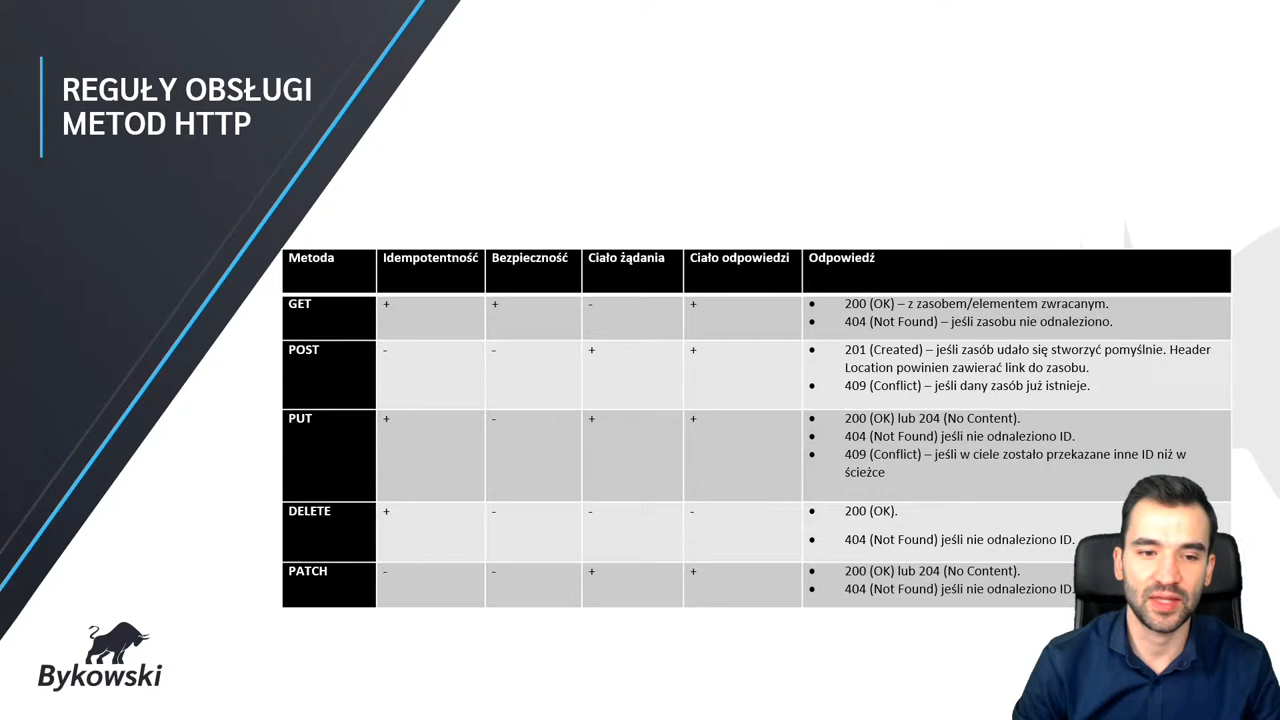 REGUŁY OBSŁUGI
METOD HTTP
Metoda Idempotentność Bezpieczność Ciało żądania Ciało odpowiedzi Odpowiedź
GET + + - + • 200 (OK) – z zasobem/elementem zwracanym.
• 404 (Not Found) – jeśli zasobu nie odnaleziono.
POST - - + + • 201 (Created) – jeśli zasób udało się stworzyć pomyślnie. Header
Location powinien zawierać link do zasobu.
• 409 (Conflict) – jeśli dany zasób już istnieje.
PUT + - + + • 200 (OK) lub 204 (No Content).
• 404 (Not Found) jeśli nie odnaleziono ID.
• 409 (Conflict) – jeśli w ciele zostało przekazane inne ID niż w
ścieżce
DELETE + - - - • 200 (OK).
• 404 (Not Found) jeśli nie odnaleziono ID.
PATCH - - + + • 200 (OK) lub 204 (No Content).
• 404 (Not Found) jeśli nie odnaleziono ID.
Bykowski